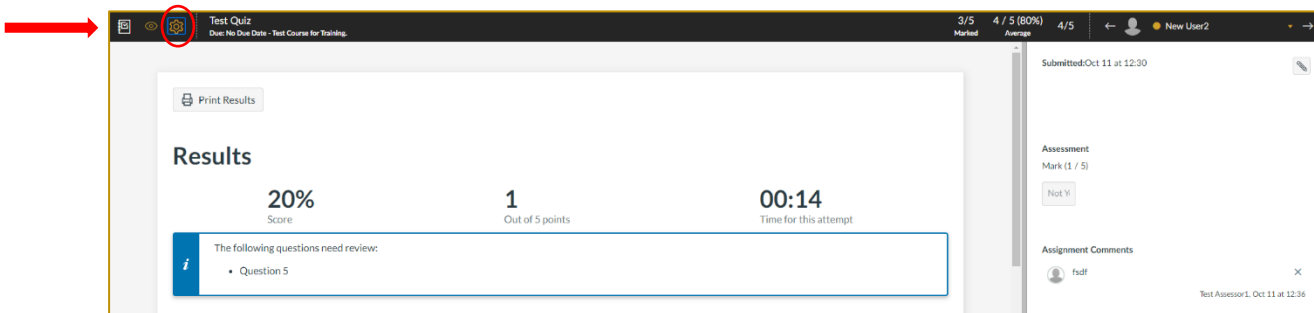 Test Quiz
Due: No Due Date - Test Course for Training.
3/5
Marked
4 / 5 (80%)
Average
4/5
New User2
Submitted:Oct 11 at 12:30
Print Results
Results
20%
Score
1
Out of 5 points
00:14
Time for this attempt
The following questions need review:
Question 5
Assessment
Mark (1 / 5)
Not
Assignment Comments
fsdf
Test Assessor1, Oct 11 at 12:36